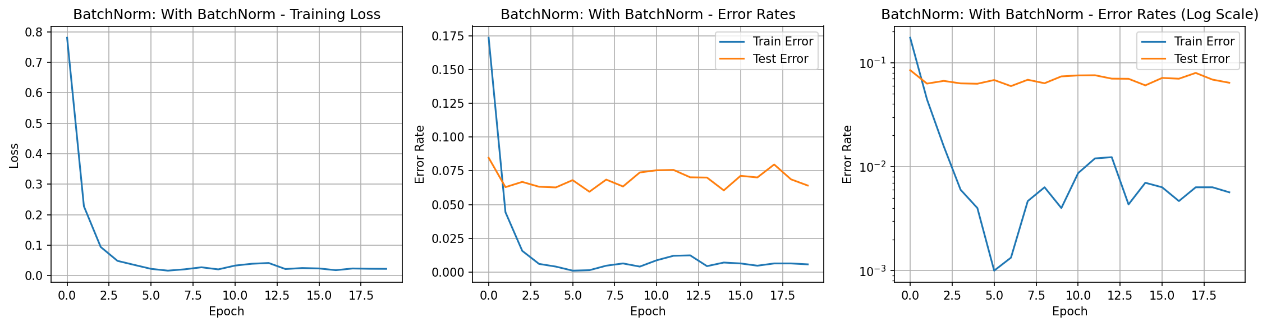 BatchNorm: With BatchNorm - Training Loss
Loss
0.8
0.7
0.6
0.5
0.4
0.3
0.2
0.1
0.0
0.0 2.5 5.0 7.5 10.0 12.5 15.0 17.5
Epoch
BatchNorm: With BatchNorm - Error Rates
Error Rate
0.175
0.150
0.125
0.100
0.075
0.050
0.025
0.000
Train Error
Test Error
0.0 2.5 5.0 7.5 10.0 12.5 15.0 17.5
Epoch
BatchNorm: With BatchNorm - Error Rates (Log Scale)
Error Rate
10⁻¹
10⁻²
10⁻³
Train Error
Test Error
0.0 2.5 5.0 7.5 10.0 12.5 15.0 17.5
Epoch